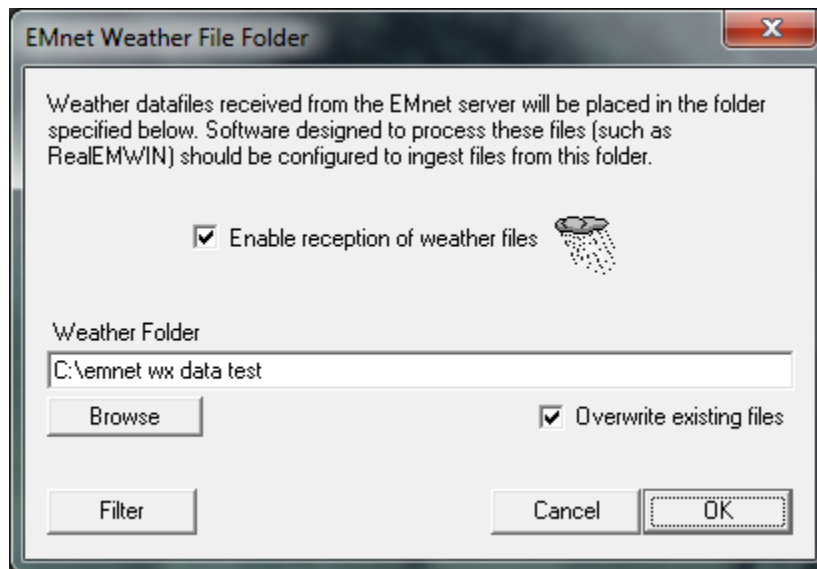 EMnet Weather File Folder
Weather datafiles received from the EMnet server will be placed in the folder
specified below. Software designed to process these files (such as
RealEMWIN) should be configured to ingest files from this folder.
Enable reception of weather files
Weather Folder
C:\emnet wx data test
Browse
Overwrite existing files
Filter
Cancel
OK